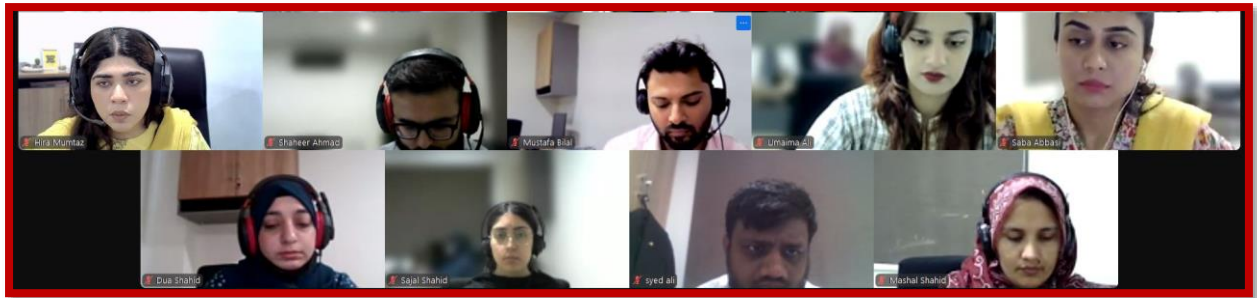 Hira Mumtaz
Shaheer Ahmad
Mustafa Bilal
Umaima Ali
Saba Abbasi
Dua Shahid
Sajal Shahid
syed ali
Mashal Shahid